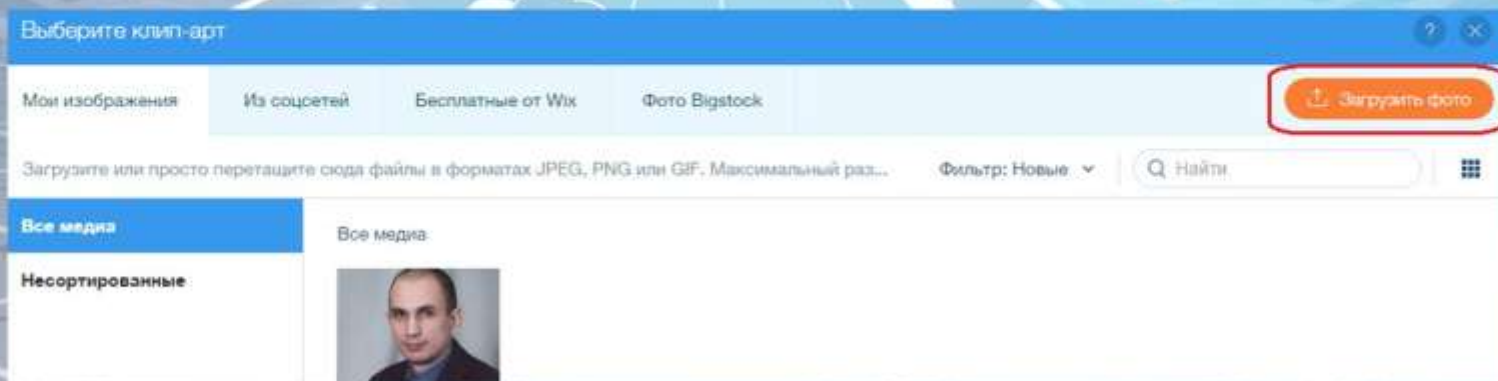 Выберите клип-арт
? ×
Мои изображения Из соцсетей Бесплатные от Wix Фото Bigstock Загрузить фото
Загрузите или просто перетащите сюда файлы в форматах JPEG, PNG или GIF. Максимальный раз... Фильтр: Новые Найти
Все медиа Все медиа
Несортированные